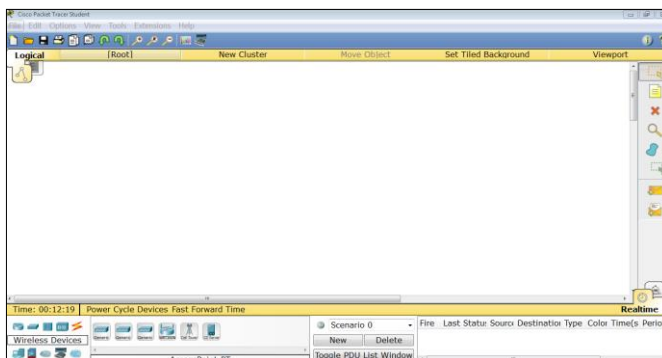 Cisco Packet Tracer Student
File Edit Options View Tools Extensions Help
Logical [Root] New Cluster Move Object Set Tiled Background Viewport
Time: 00:12:19 Power Cycle Devices Fast Forward Time Realtime
Scenario 0 Fire Last Statu Source Destination Type Color Time(s Perio
Wireless Devices New Delete
Toggle PDU List Window